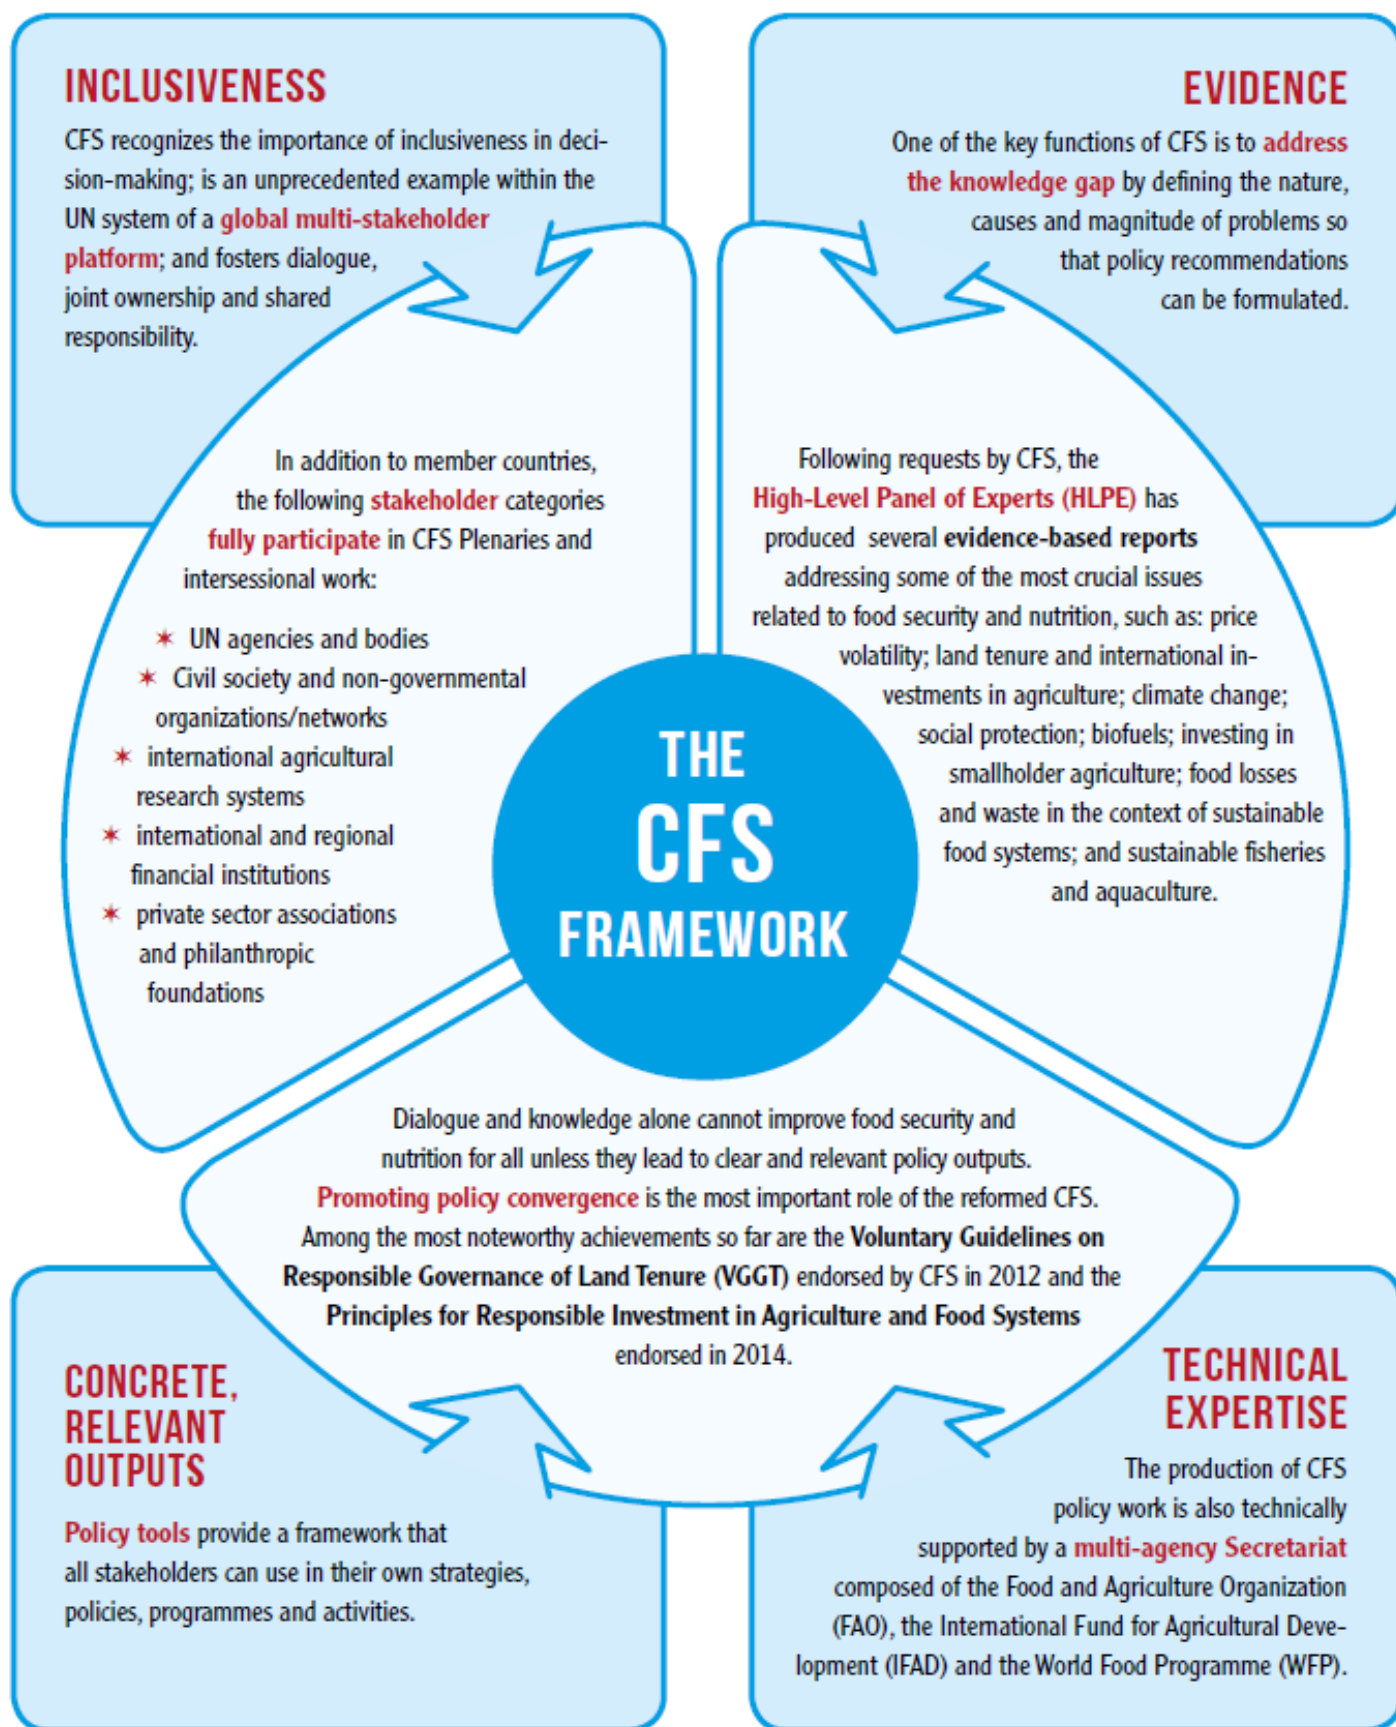 INCLUSIVENESS
CFS recognizes the importance of inclusiveness in deci-
sion-making; is an unprecedented example within the
UN system of a global multi-stakeholder
platform; and fosters dialogue,
joint ownership and shared
responsibility.
EVIDENCE
One of the key functions of CFS is to address
the knowledge gap by defining the nature,
causes and magnitude of problems so
that policy recommendations
can be formulated.
In addition to member countries,
the following stakeholder categories
fully participate in CFS Plenaries and
intersessional work:
✶ UN agencies and bodies
✶ Civil society and non-governmental
organizations/networks
✶ international agricultural
research systems
✶ international and regional
financial institutions
✶ private sector associations
and philanthropic
foundations
Following requests by CFS, the
High-Level Panel of Experts (HLPE) has
produced several evidence-based reports
addressing some of the most crucial issues
related to food security and nutrition, such as: price
volatility; land tenure and international in-
vestments in agriculture; climate change;
social protection; biofuels; investing in
smallholder agriculture; food losses
and waste in the context of sustainable
food systems; and sustainable fisheries
and aquaculture.
THE
CFS
FRAMEWORK
Dialogue and knowledge alone cannot improve food security and
nutrition for all unless they lead to clear and relevant policy outputs.
Promoting policy convergence is the most important role of the reformed CFS.
Among the most noteworthy achievements so far are the Voluntary Guidelines on
Responsible Governance of Land Tenure (VGGT) endorsed by CFS in 2012 and the
Principles for Responsible Investment in Agriculture and Food Systems
endorsed in 2014.
CONCRETE,
RELEVANT
OUTPUTS
Policy tools provide a framework that
all stakeholders can use in their own strategies,
policies, programmes and activities.
TECHNICAL
EXPERTISE
The production of CFS
policy work is also technically
supported by a multi-agency Secretariat
composed of the Food and Agriculture Organization
(FAO), the International Fund for Agricultural Deve-
lopment (IFAD) and the World Food Programme (WFP).